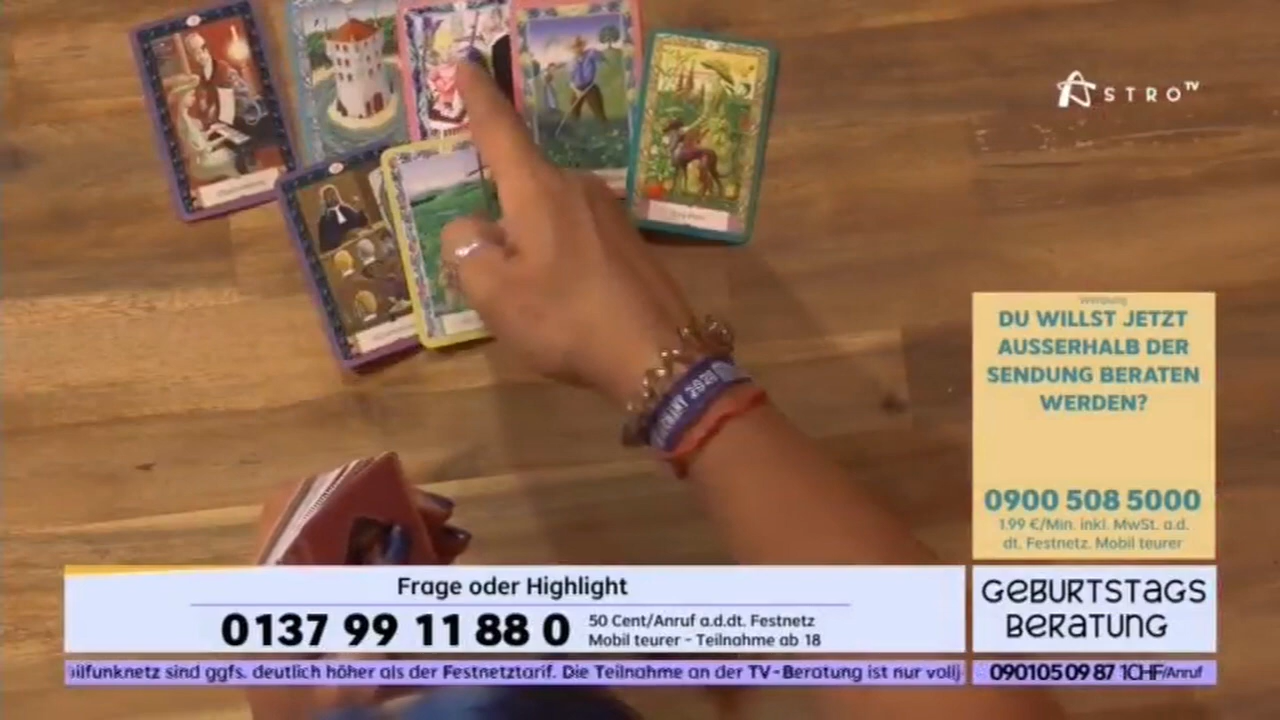 ASTRO TV
Werbung
DU WILLST JETZT
AUSSERHALB DER
SENDUNG BERATEN
WERDEN?
0900 508 5000
1.99 €/Min. inkl. MwSt. a.d.
dt. Festnetz. Mobil teurer
Frage oder Highlight
0137 99 11 88 0
50 Cent/Anruf a.d.dt. Festnetz
Mobil teurer - Teilnahme ab 18
GEBURTSTAGS
BERATUNG
ilfunknetz sind ggfs. deutlich höher als der Festnetztarif. Die Teilnahme an der TV-Beratung ist nur vollj
0901 05 09 87 1CHF/Anruf